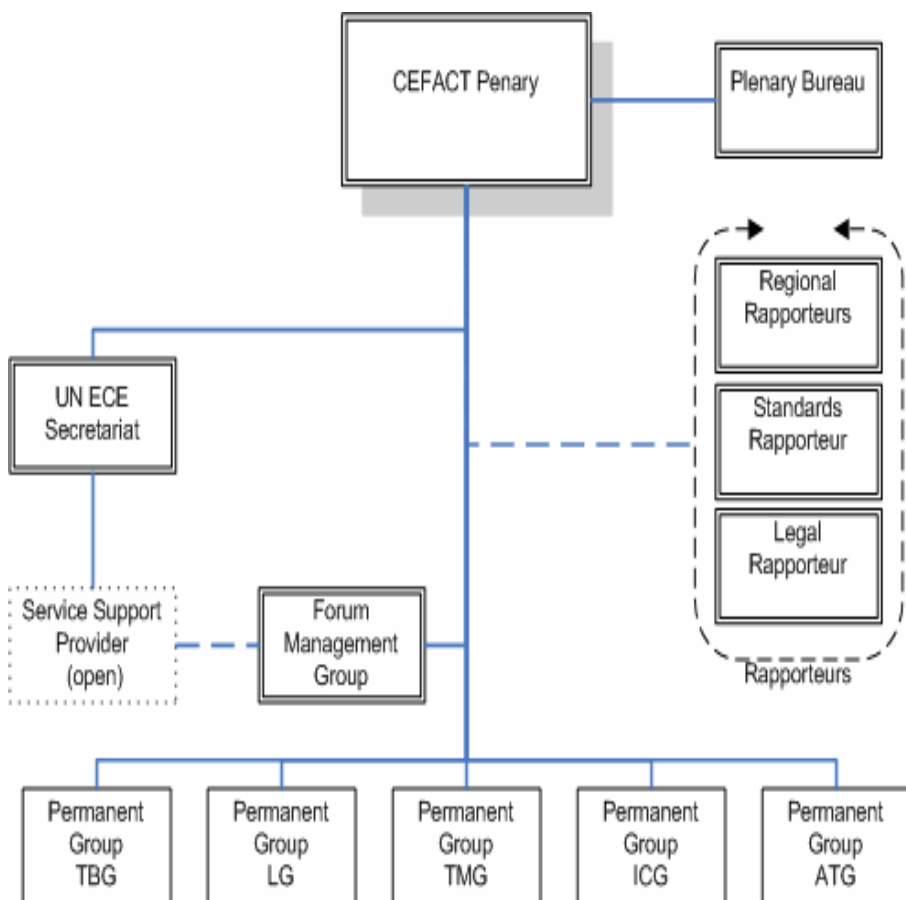 CEFACT Penary
Plenary Bureau
Regional
Rapporteurs
UN ECE
Secretariat
Standards
Rapporteur
Legal
Rapporteur
Service Support
Provider
(open)
Forum
Management
Group
Rapporteurs
Permanent
Group
TBG
Permanent
Group
LG
Permanent
Group
TMG
Permanent
Group
ICG
Permanent
Group
ATG